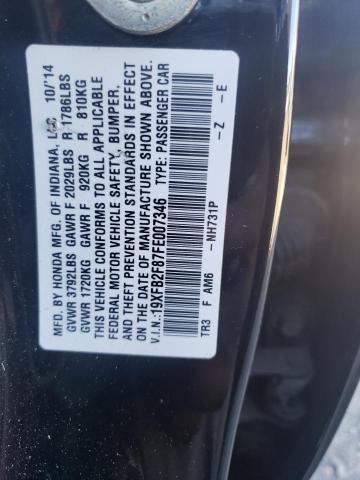 MFD. BY HONDA MFG. OF INDIANA, LLC 10/14
GVWR 3792LBS GAWR F 2029LBS R 1786LBS
GVWR 1720KG GAWR F 920KG R 810KG
THIS VEHICLE CONFORMS TO ALL APPLICABLE
FEDERAL MOTOR VEHICLE SAFETY, BUMPER,
AND THEFT PREVENTION STANDARDS IN EFFECT
ON THE DATE OF MANUFACTURE SHOWN ABOVE.
V.I.N.: 19XFB2F87FE007346 TYPE: PASSENGER CAR
TR3 F AM6 -NH731P -Z -E